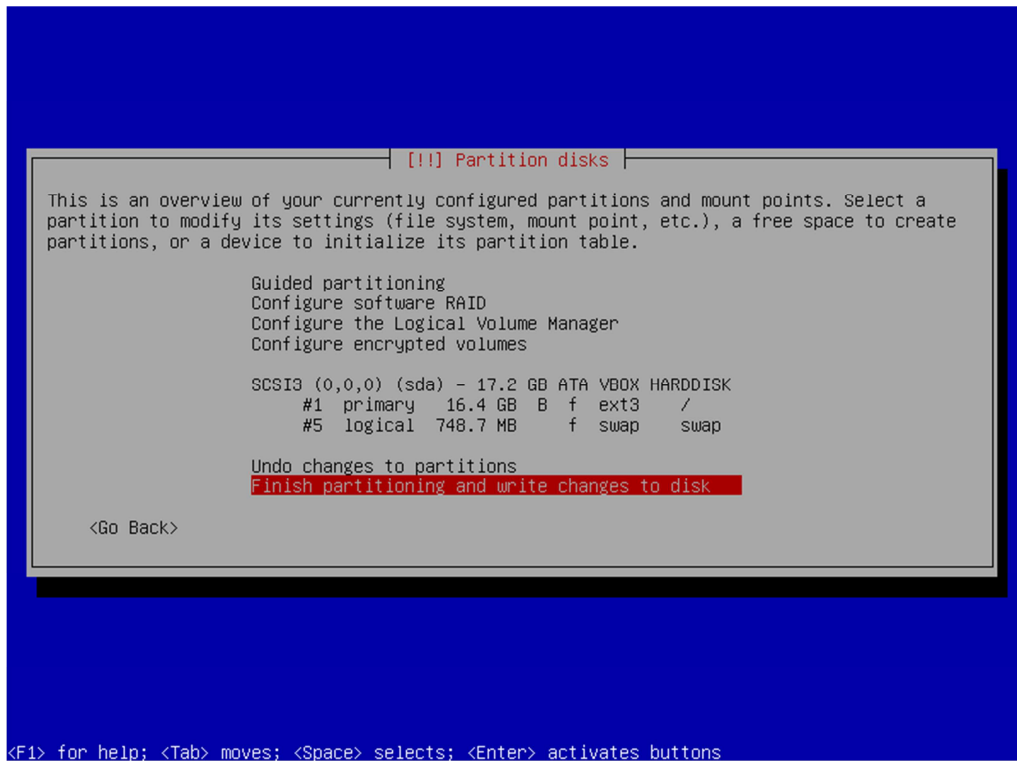 [!!] Partition disks
This is an overview of your currently configured partitions and mount points. Select a
partition to modify its settings (file system, mount point, etc.), a free space to create
partitions, or a device to initialize its partition table.
Guided partitioning
Configure software RAID
Configure the Logical Volume Manager
Configure encrypted volumes
SCSI3 (0,0,0) (sda) - 17.2 GB ATA VBOX HARDDISK
#1 primary 16.4 GB B f ext3 /
#5 logical 748.7 MB f swap swap
Undo changes to partitions
Finish partitioning and write changes to disk
<Go Back>
<F1> for help; <Tab> moves; <Space> selects; <Enter> activates buttons